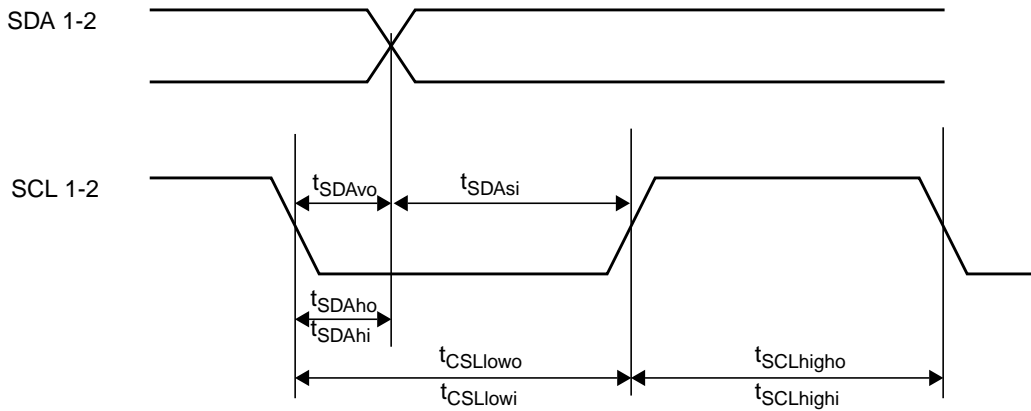 SDA 1-2
SCL 1-2
tSDAvo
tSDAsi
tSDAho
tSDAhi
tCSLlowo
tSCLhigho
tCSLlowi
tSCLhighi